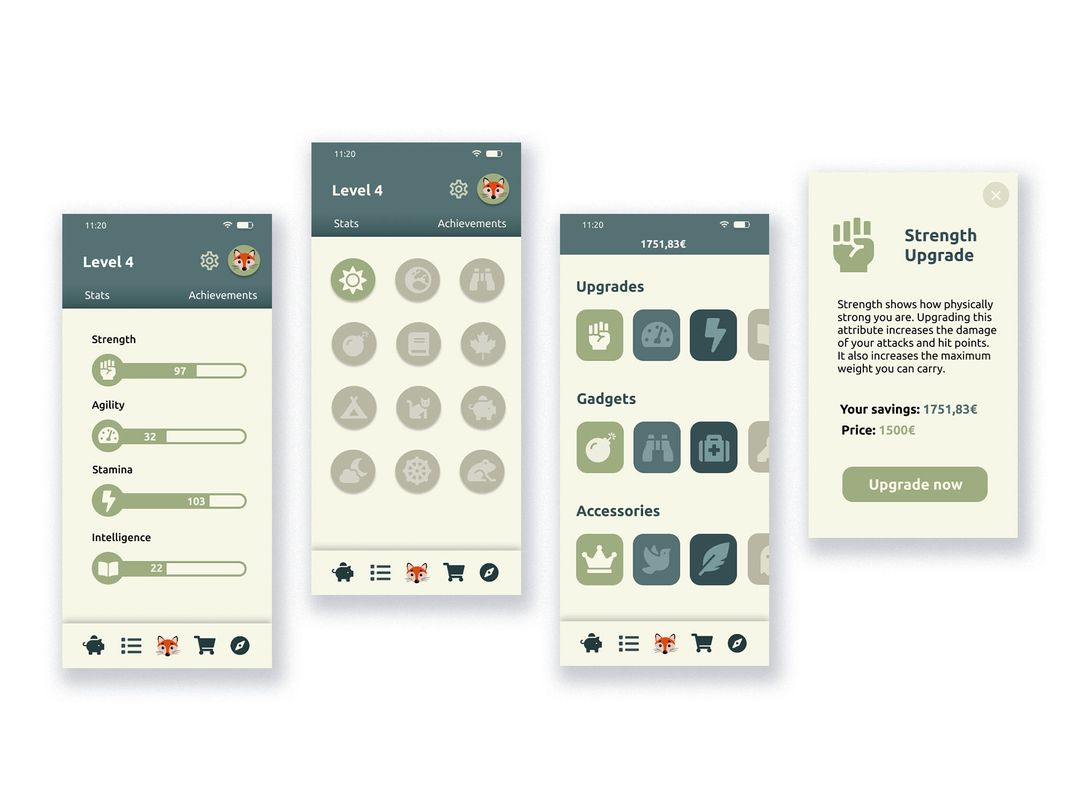 11:20
Level 4
Stats Achievements
Strength
97
Agility
32
Stamina
103
Intelligence
22
11:20
Level 4
Stats Achievements
11:20
1751,83€
Upgrades
Gadgets
Accessories
Strength
Upgrade
Strength shows how physically
strong you are. Upgrading this
attribute increases the damage
of your attacks and hit points.
It also increases the maximum
weight you can carry.
Your savings: 1751,83€
Price: 1500€
Upgrade now